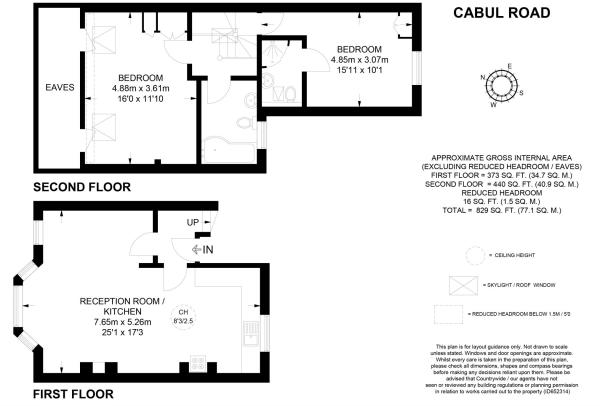 CABUL ROAD
BEDROOM
4.85m x 3.07m
15'11 x 10'1
BEDROOM
4.88m x 3.61m
16'0 x 11'10
EAVES
E
N
S
W
SECOND FLOOR
APPROXIMATE GROSS INTERNAL AREA
(EXCLUDING REDUCED HEADROOM / EAVES)
FIRST FLOOR = 373 SQ. FT. (34.7 SQ. M.)
SECOND FLOOR = 440 SQ. FT. (40.9 SQ. M.)
REDUCED HEADROOM
16 SQ. FT. (1.5 SQ. M.)
TOTAL = 829 SQ. FT. (77.1 SQ. M.)
UP
IN
= CEILING HEIGHT
= SKYLIGHT / ROOF WINDOW
= REDUCED HEADROOM BELOW 1.5M / 5'0
RECEPTION ROOM /
KITCHEN
7.65m x 5.26m
25'1 x 17'3
CH
8'3/2.5
FIRST FLOOR
This plan is for layout guidance only. Not drawn to scale
unless stated. Windows and door openings are approximate.
Whilst every care is taken in the preparation of this plan,
please check all dimensions, shapes and compass bearings
before making any decisions reliant upon them. Please be
advised that Countrywide / our agents have not
seen or reviewed any building regulations or planning permission
in relation to works carried out to the property (ID652314)